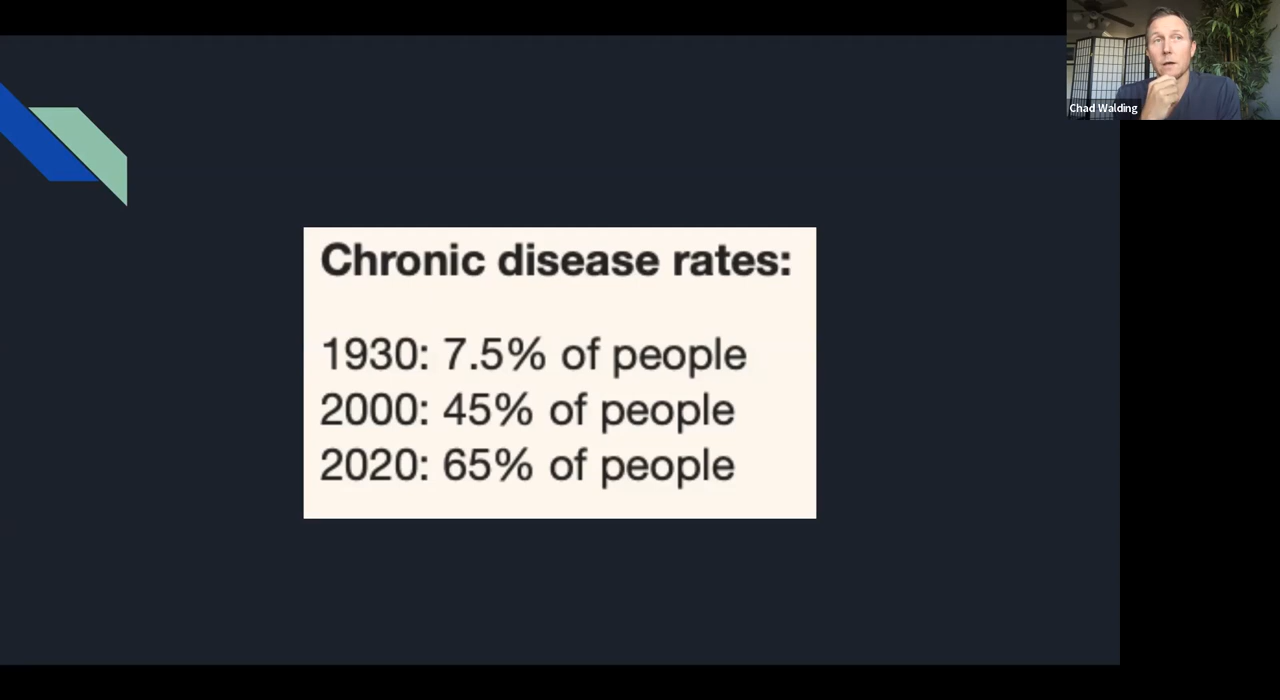 Chad Walding
Chronic disease rates:
1930: 7.5% of people
2000: 45% of people
2020: 65% of people